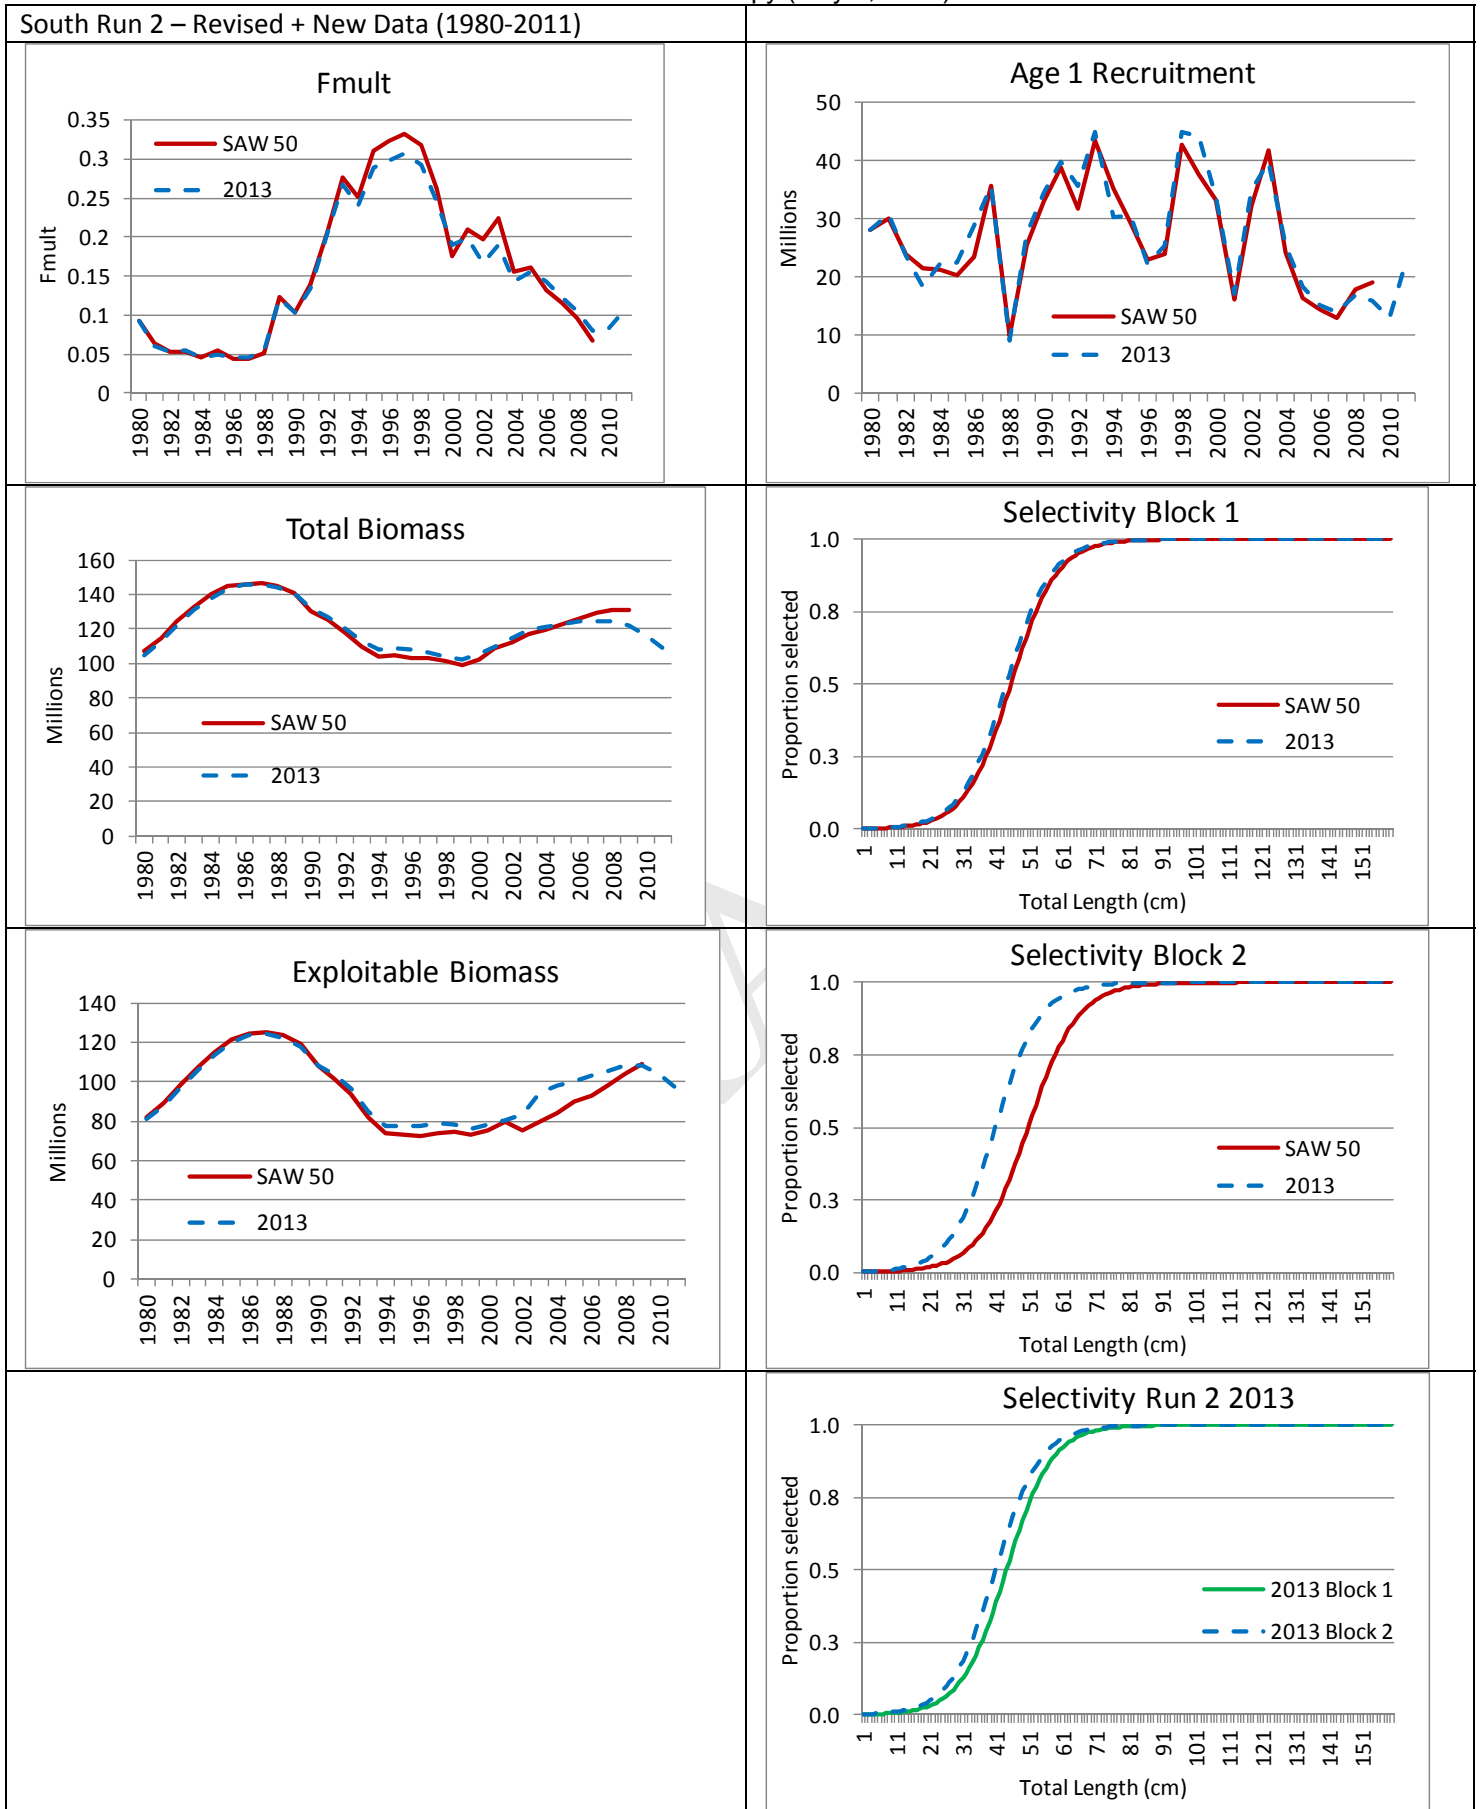 South Run 2 – Revised + New Data (1980-2011)
Fmult
0.35
0.3
0.25
0.2
0.15
0.1
0.05
0
Fmult
SAW 50
2013
1980 1982 1984 1986 1988 1990 1992 1994 1996 1998 2000 2002 2004 2006 2008 2010
Age 1 Recruitment
50
40
30
20
10
0
Millions
SAW 50
2013
1980 1982 1984 1986 1988 1990 1992 1994 1996 1998 2000 2002 2004 2006 2008 2010
Total Biomass
160
140
120
100
80
60
40
20
0
Millions
SAW 50
2013
1980 1982 1984 1986 1988 1990 1992 1994 1996 1998 2000 2002 2004 2006 2008 2010
Selectivity Block 1
1.0
0.8
0.5
0.3
0.0
Proportion selected
SAW 50
2013
1 11 21 31 41 51 61 71 81 91 101 111 121 131 141 151
Total Length (cm)
Exploitable Biomass
140
120
100
80
60
40
20
0
Millions
SAW 50
2013
1980 1982 1984 1986 1988 1990 1992 1994 1996 1998 2000 2002 2004 2006 2008 2010
Selectivity Block 2
1.0
0.8
0.5
0.3
0.0
Proportion selected
SAW 50
2013
1 11 21 31 41 51 61 71 81 91 101 111 121 131 141 151
Total Length (cm)
Selectivity Run 2 2013
1.0
0.8
0.5
0.3
0.0
Proportion selected
2013 Block 1
2013 Block 2
1 11 21 31 41 51 61 71 81 91 101 111 121 131 141 151
Total Length (cm)